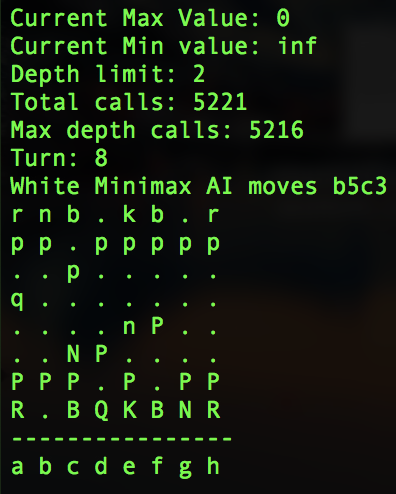 Current Max Value: 0
Current Min value: inf
Depth limit: 2
Total calls: 5221
Max depth calls: 5216
Turn: 8
White Minimax AI moves b5c3
r n b . k b . r
p p . p p p p p
. . p . . . . .
q . . . . . . .
. . . . n P . .
. . N P . . . .
P P P . P . P P
R . B Q K B N R
----------------
a b c d e f g h